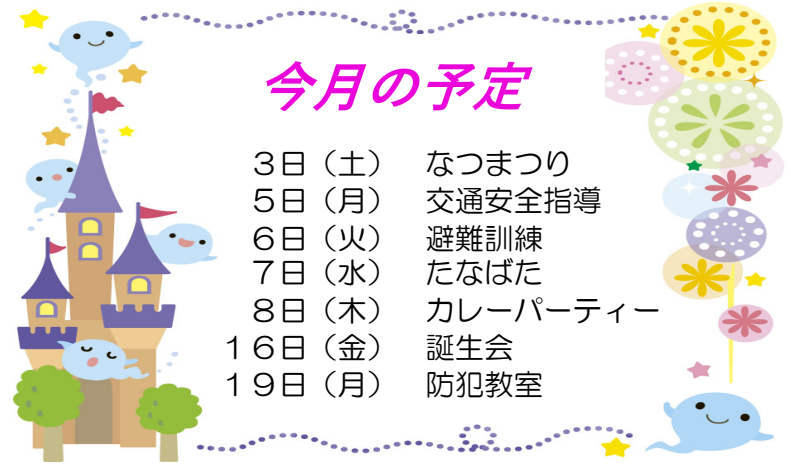 今月の予定
３日（土）　なつまつり
５日（月）　交通安全指導
６日（火）　避難訓練
７日（水）　たなばた
８日（木）　カレーパーティー
１６日（金）　誕生会
１９日（月）　防犯教室